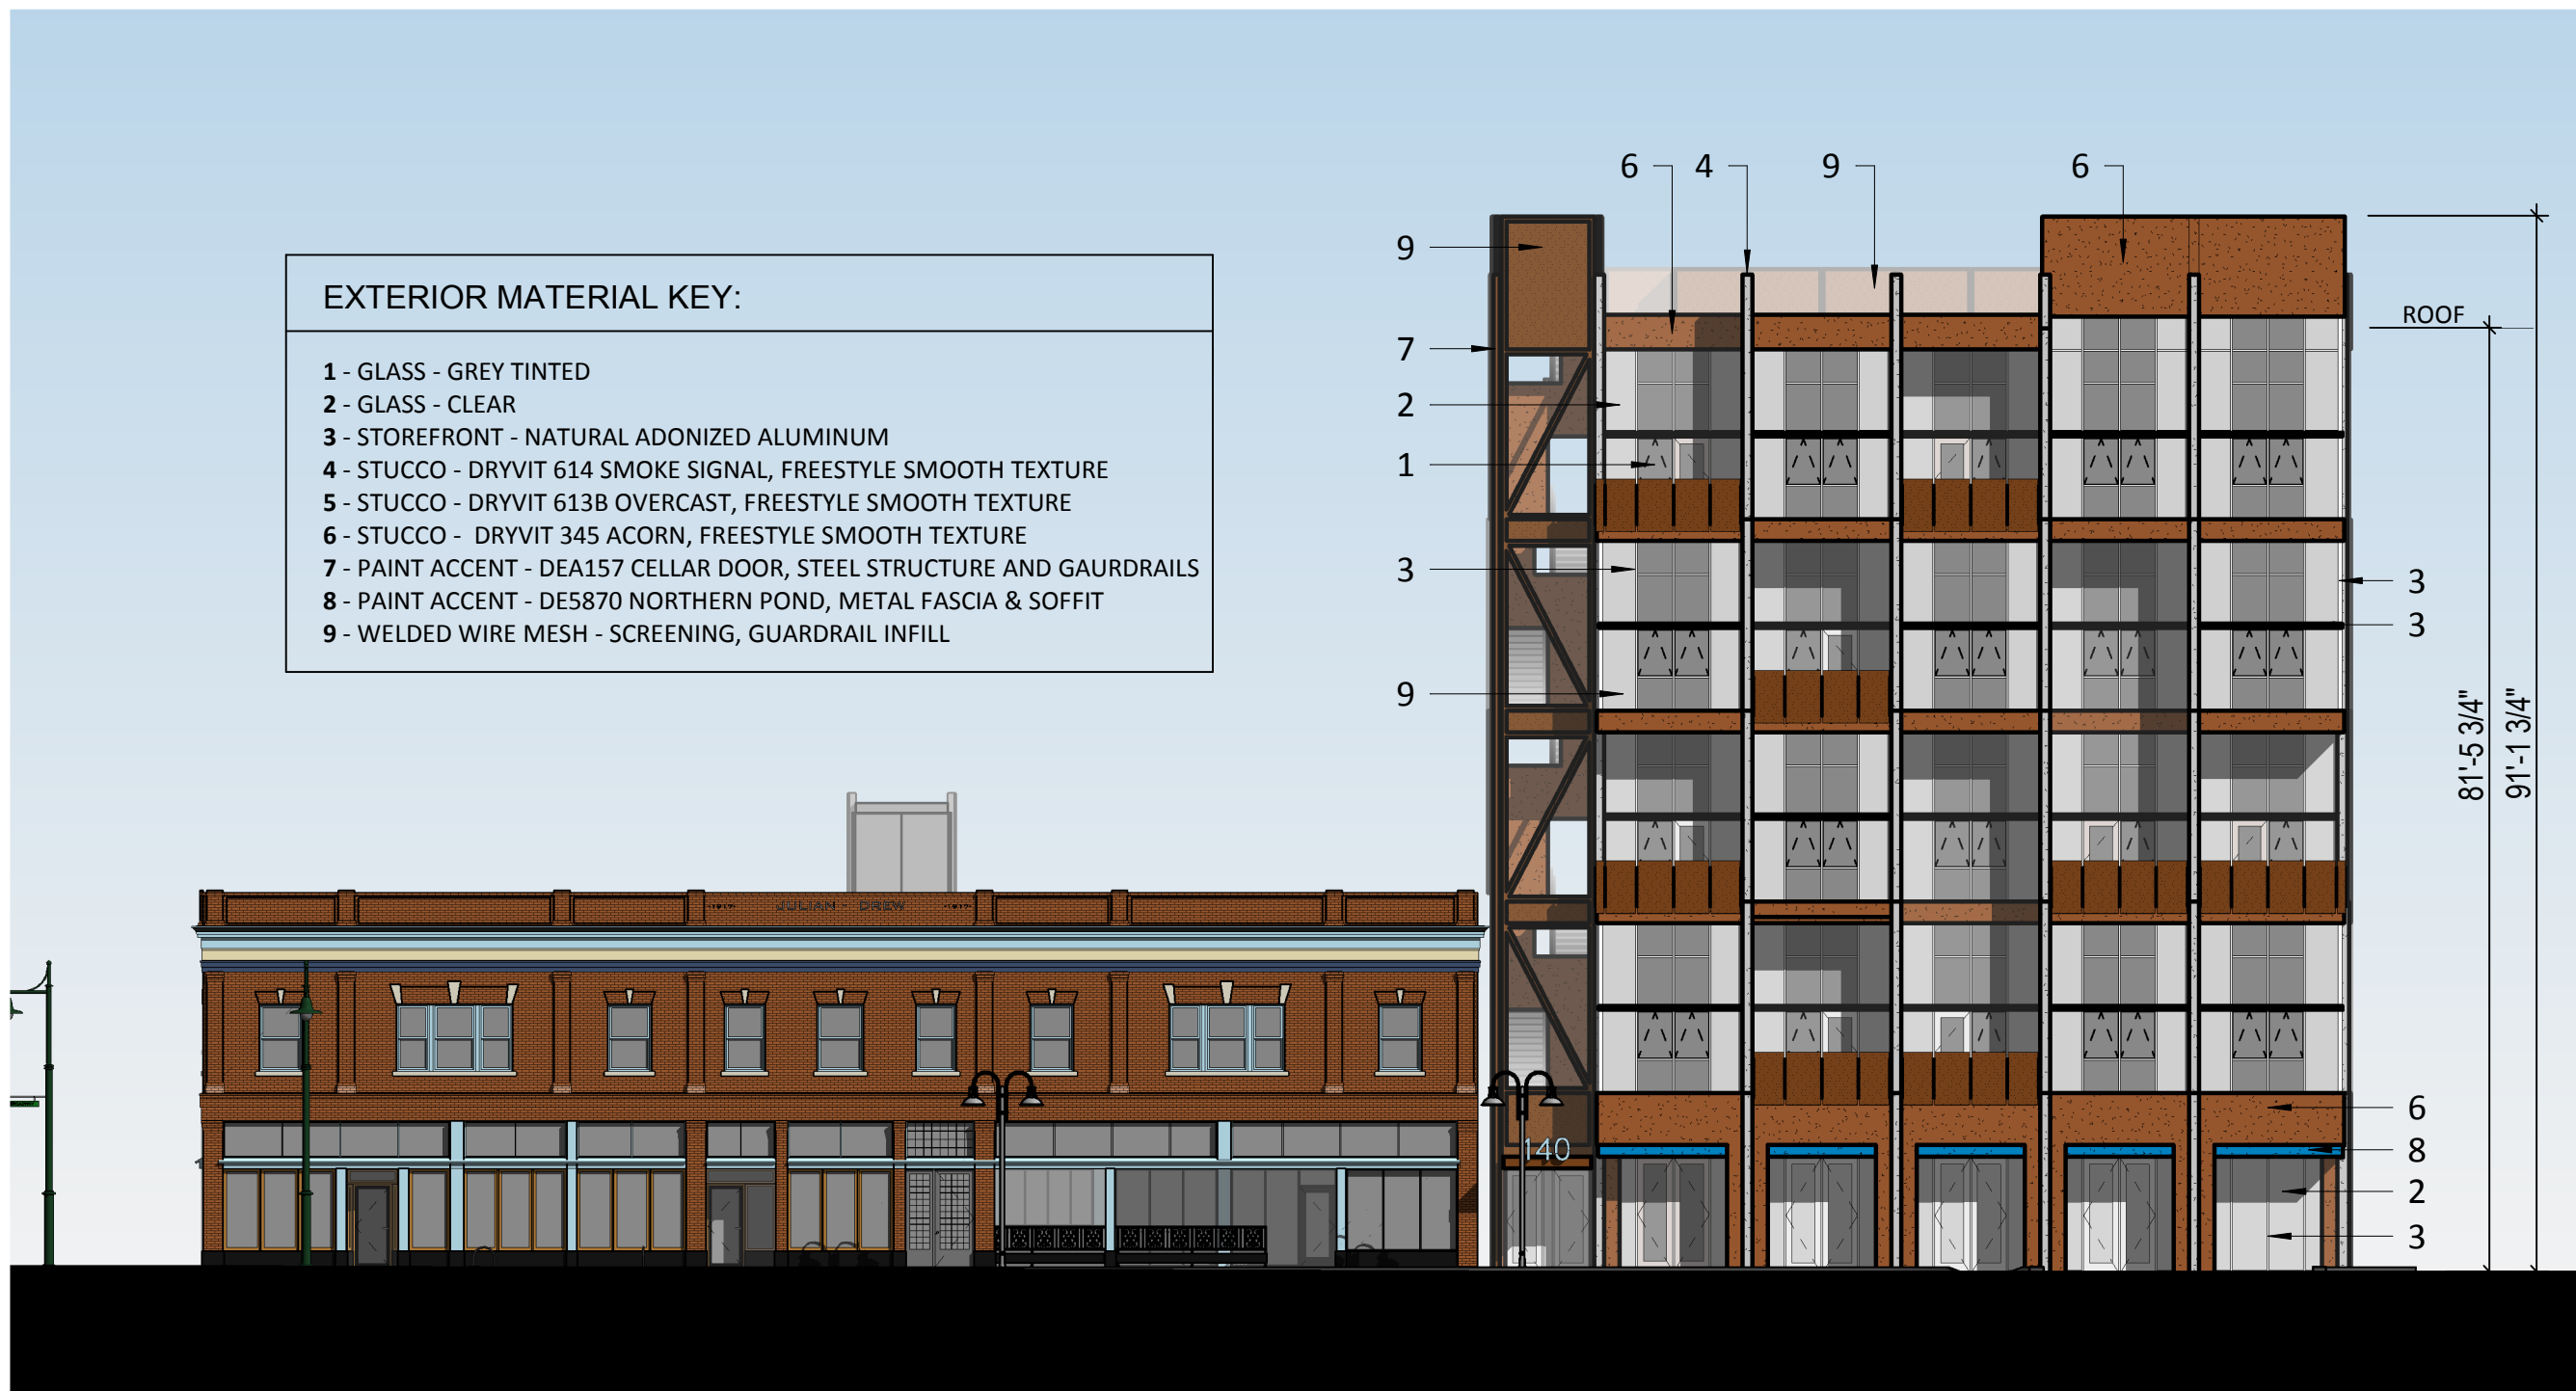 6 4 9 6
9
EXTERIOR MATERIAL KEY:
1 - GLASS - GREY TINTED
2 - GLASS - CLEAR
3 - STOREFRONT - NATURAL ADONIZED ALUMINUM
4 - STUCCO - DRYVIT 614 SMOKE SIGNAL, FREESTYLE SMOOTH TEXTURE
5 - STUCCO - DRYVIT 613B OVERCAST, FREESTYLE SMOOTH TEXTURE
6 - STUCCO - DRYVIT 345 ACORN, FREESTYLE SMOOTH TEXTURE
7 - PAINT ACCENT - DEA157 CELLAR DOOR, STEEL STRUCTURE AND GAURDRAILS
8 - PAINT ACCENT - DE5870 NORTHERN POND, METAL FASCIA & SOFFIT
9 - WELDED WIRE MESH - SCREENING, GUARDRAIL INFILL
ROOF
7
2
1
3
3
3
9
81'-5 3/4"
91'-1 3/4"
JULIAN - DREW
6
140
8
2
3